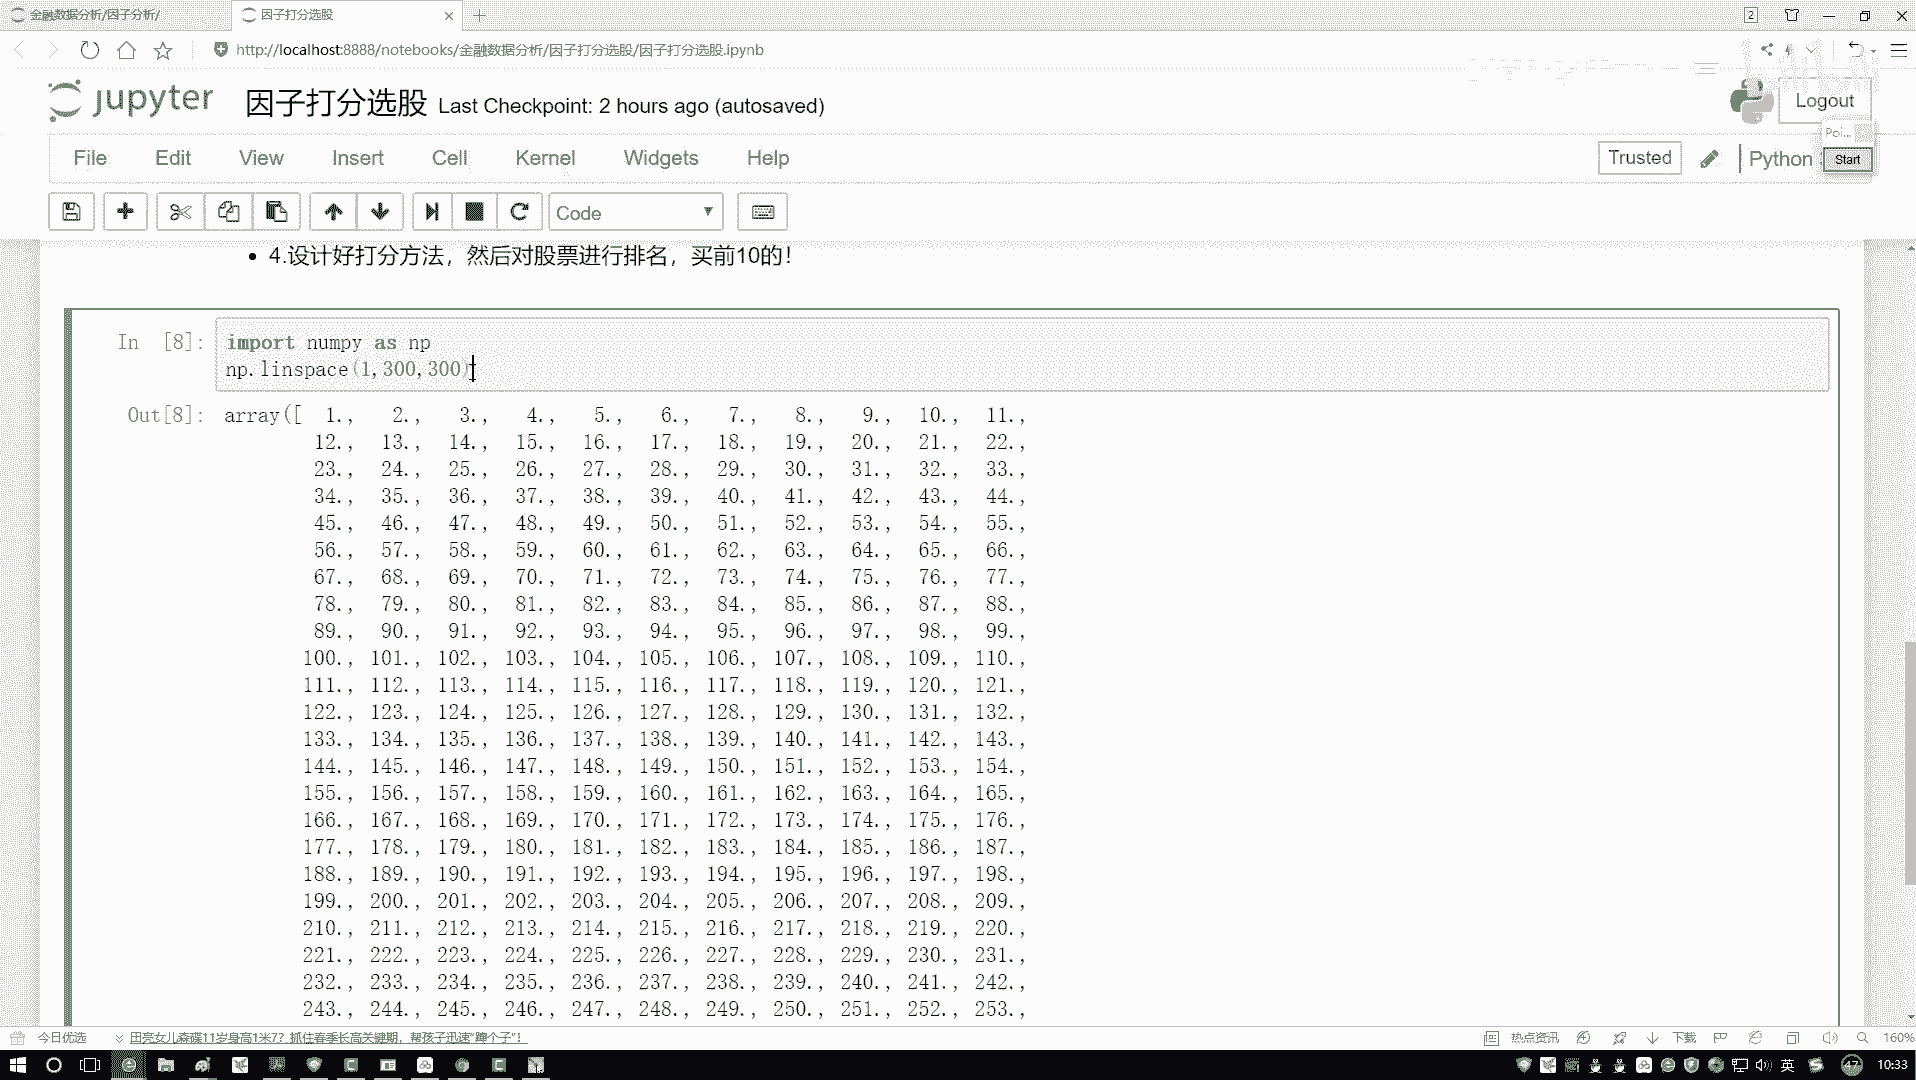 金融数据分析/因子分析/
因子打分选股
2
http://localhost:8888/notebooks/金融数据分析/因子打分选股/因子打分选股.ipynb
jupyter 因子打分选股 Last Checkpoint: 2 hours ago (autosaved)
Logout
Poi...
File Edit View Insert Cell Kernel Widgets Help
Trusted Python Start
Code
4.设计好打分方法，然后对股票进行排名，买前10的！
In [8]: import numpy as np
np.linspace(1,300,300)
Out[8]: array([ 1., 2., 3., 4., 5., 6., 7., 8., 9., 10., 11.,
12., 13., 14., 15., 16., 17., 18., 19., 20., 21., 22.,
23., 24., 25., 26., 27., 28., 29., 30., 31., 32., 33.,
34., 35., 36., 37., 38., 39., 40., 41., 42., 43., 44.,
45., 46., 47., 48., 49., 50., 51., 52., 53., 54., 55.,
56., 57., 58., 59., 60., 61., 62., 63., 64., 65., 66.,
67., 68., 69., 70., 71., 72., 73., 74., 75., 76., 77.,
78., 79., 80., 81., 82., 83., 84., 85., 86., 87., 88.,
89., 90., 91., 92., 93., 94., 95., 96., 97., 98., 99.,
100., 101., 102., 103., 104., 105., 106., 107., 108., 109., 110.,
111., 112., 113., 114., 115., 116., 117., 118., 119., 120., 121.,
122., 123., 124., 125., 126., 127., 128., 129., 130., 131., 132.,
133., 134., 135., 136., 137., 138., 139., 140., 141., 142., 143.,
144., 145., 146., 147., 148., 149., 150., 151., 152., 153., 154.,
155., 156., 157., 158., 159., 160., 161., 162., 163., 164., 165.,
166., 167., 168., 169., 170., 171., 172., 173., 174., 175., 176.,
177., 178., 179., 180., 181., 182., 183., 184., 185., 186., 187.,
188., 189., 190., 191., 192., 193., 194., 195., 196., 197., 198.,
199., 200., 201., 202., 203., 204., 205., 206., 207., 208., 209.,
210., 211., 212., 213., 214., 215., 216., 217., 218., 219., 220.,
221., 222., 223., 224., 225., 226., 227., 228., 229., 230., 231.,
232., 233., 234., 235., 236., 237., 238., 239., 240., 241., 242.,
243., 244., 245., 246., 247., 248., 249., 250., 251., 252., 253.,
今日优选 田亮女儿森碟11岁身高1米7？抓住春季长高关键期，帮孩子迅速“蹿个子”！ 热点资讯 下载 160%
英 47 10:33